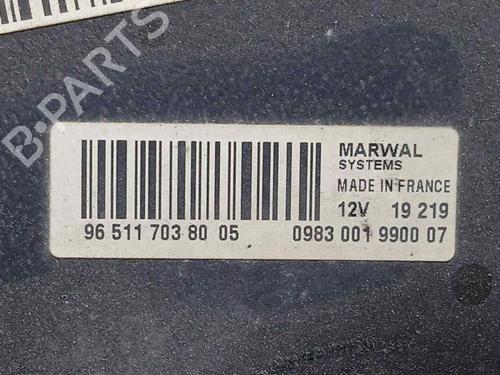 B-PARTS
MARWAL
SYSTEMS
MADE IN FRANCE
12V 19 219
96 511 703 80 05 0983 001 9900 07